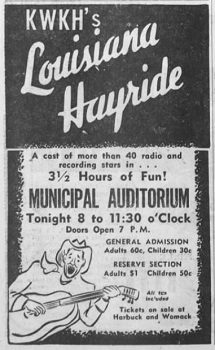 KWKH's
Louisiana
Hayride
A cast of more than 40 radio and
recording stars in . . .
3½ Hours of Fun!
MUNICIPAL AUDITORIUM
Tonight 8 to 11:30 o'Clock
Doors Open 7 P.M.
GENERAL ADMISSION
Adults 60c, Children 30c
RESERVE SECTION
Adults $1 Children 50c
All tax
included
Tickets on sale at
Harbuck and Womack